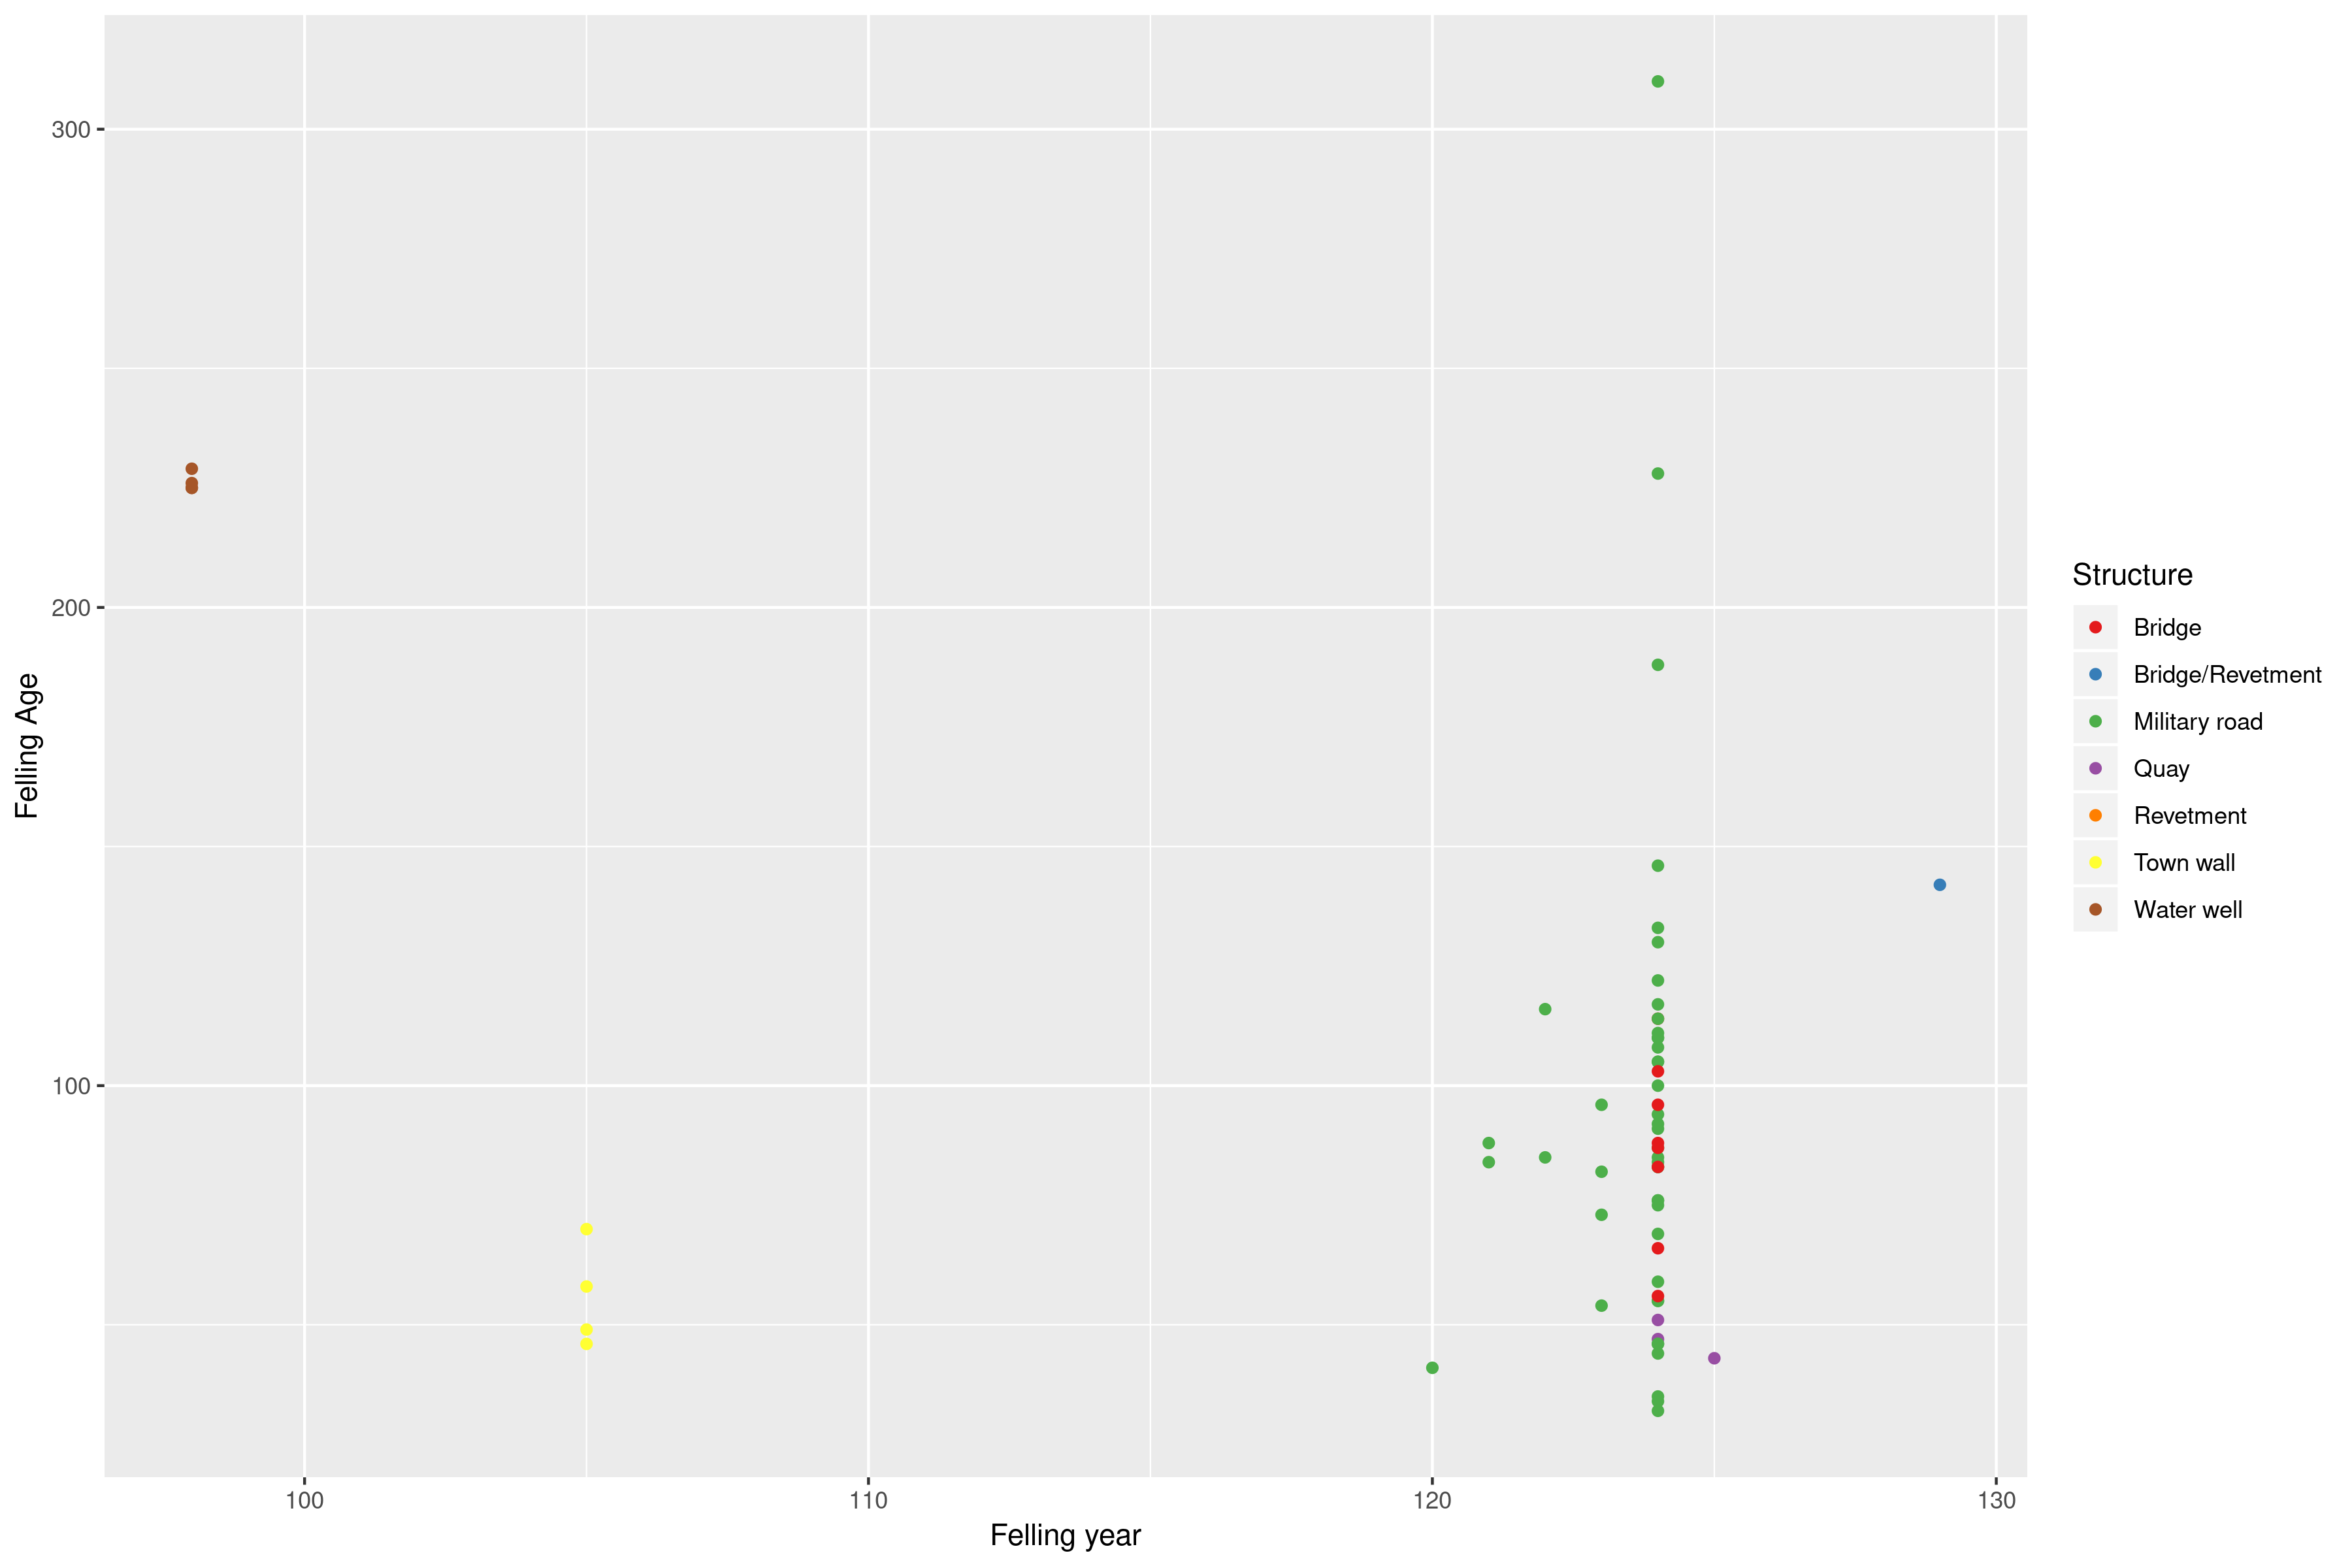 300
200
100
Felling Age
100
110
120
130
Felling year
Structure
Bridge
Bridge/Revetment
Military road
Quay
Revetment
Town wall
Water well